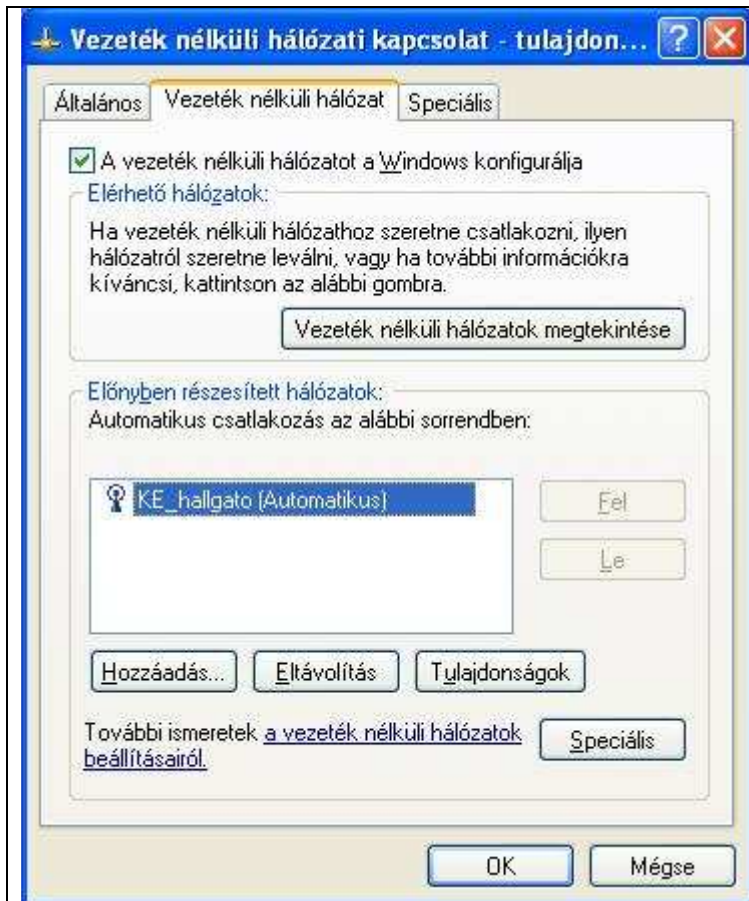 Vezeték nélküli hálózati kapcsolat - tulajdon...
Általános Vezeték nélküli hálózat Speciális
A vezeték nélküli hálózatot a Windows konfigurálja
Elérhető hálózatok:
Ha vezeték nélküli hálózathoz szeretne csatlakozni, ilyen
hálózatról szeretne leválni, vagy ha további információkra
kíváncsi, kattintson az alábbi gombra.
Vezeték nélküli hálózatok megtekintése
Előnyben részesített hálózatok:
Automatikus csatlakozás az alábbi sorrendben:
KE_hallgato (Automatikus)
Fel
Le
Hozzáadás... Eltávolítás Tulajdonságok
További ismeretek a vezeték nélküli hálózatok
beállításairól.
Speciális
OK Mégse